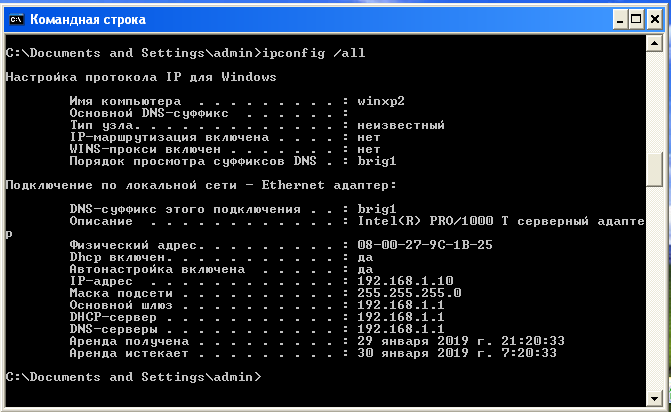 Командная строка
C:\Documents and Settings\admin>ipconfig /all
Настройка протокола IP для Windows
Имя компьютера . . . . . . . . . : winxp2
Основной DNS-суффикс . . . . . . :
Тип узла. . . . . . . . . . . . . : неизвестный
IP-маршрутизация включена . . . . : нет
WINS-прокси включен . . . . . . . : нет
Порядок просмотра суффиксов DNS . : brig1
Подключение по локальной сети - Ethernet адаптер:
DNS-суффикс этого подключения . . : brig1
Описание . . . . . . . . . . . . : Intel(R) PRO/1000 T серверный адапте
р
Физический адрес. . . . . . . . . : 08-00-27-9C-1B-25
Dhcp включен. . . . . . . . . . . : да
Автонастройка включена . . . . . : да
IP-адрес . . . . . . . . . . . . : 192.168.1.10
Маска подсети . . . . . . . . . . : 255.255.255.0
Основной шлюз . . . . . . . . . . : 192.168.1.1
DHCP-сервер . . . . . . . . . . . : 192.168.1.1
DNS-серверы . . . . . . . . . . . : 192.168.1.1
Аренда получена . . . . . . . . . : 29 января 2019 г. 21:20:33
Аренда истекает . . . . . . . . . : 30 января 2019 г. 7:20:33
C:\Documents and Settings\admin>